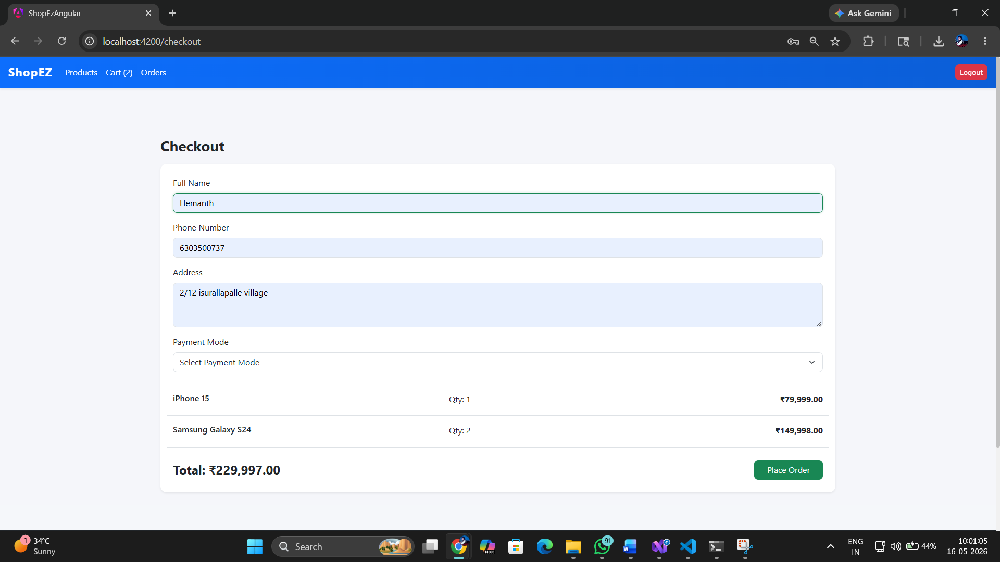 ShopEzAngular
Ask Gemini
localhost:4200/checkout
ShopEZ Products Cart (2) Orders Logout
Checkout
Full Name
Hemanth
Phone Number
6303500737
Address
2/12 isurallapalle village
Payment Mode
Select Payment Mode
iPhone 15 Qty: 1 ₹79,999.00
Samsung Galaxy S24 Qty: 2 ₹149,998.00
Total: ₹229,997.00 Place Order
1
34°C
Sunny
Search
M365
91
W
ENG
IN
44%
10:01:05
16-05-2026